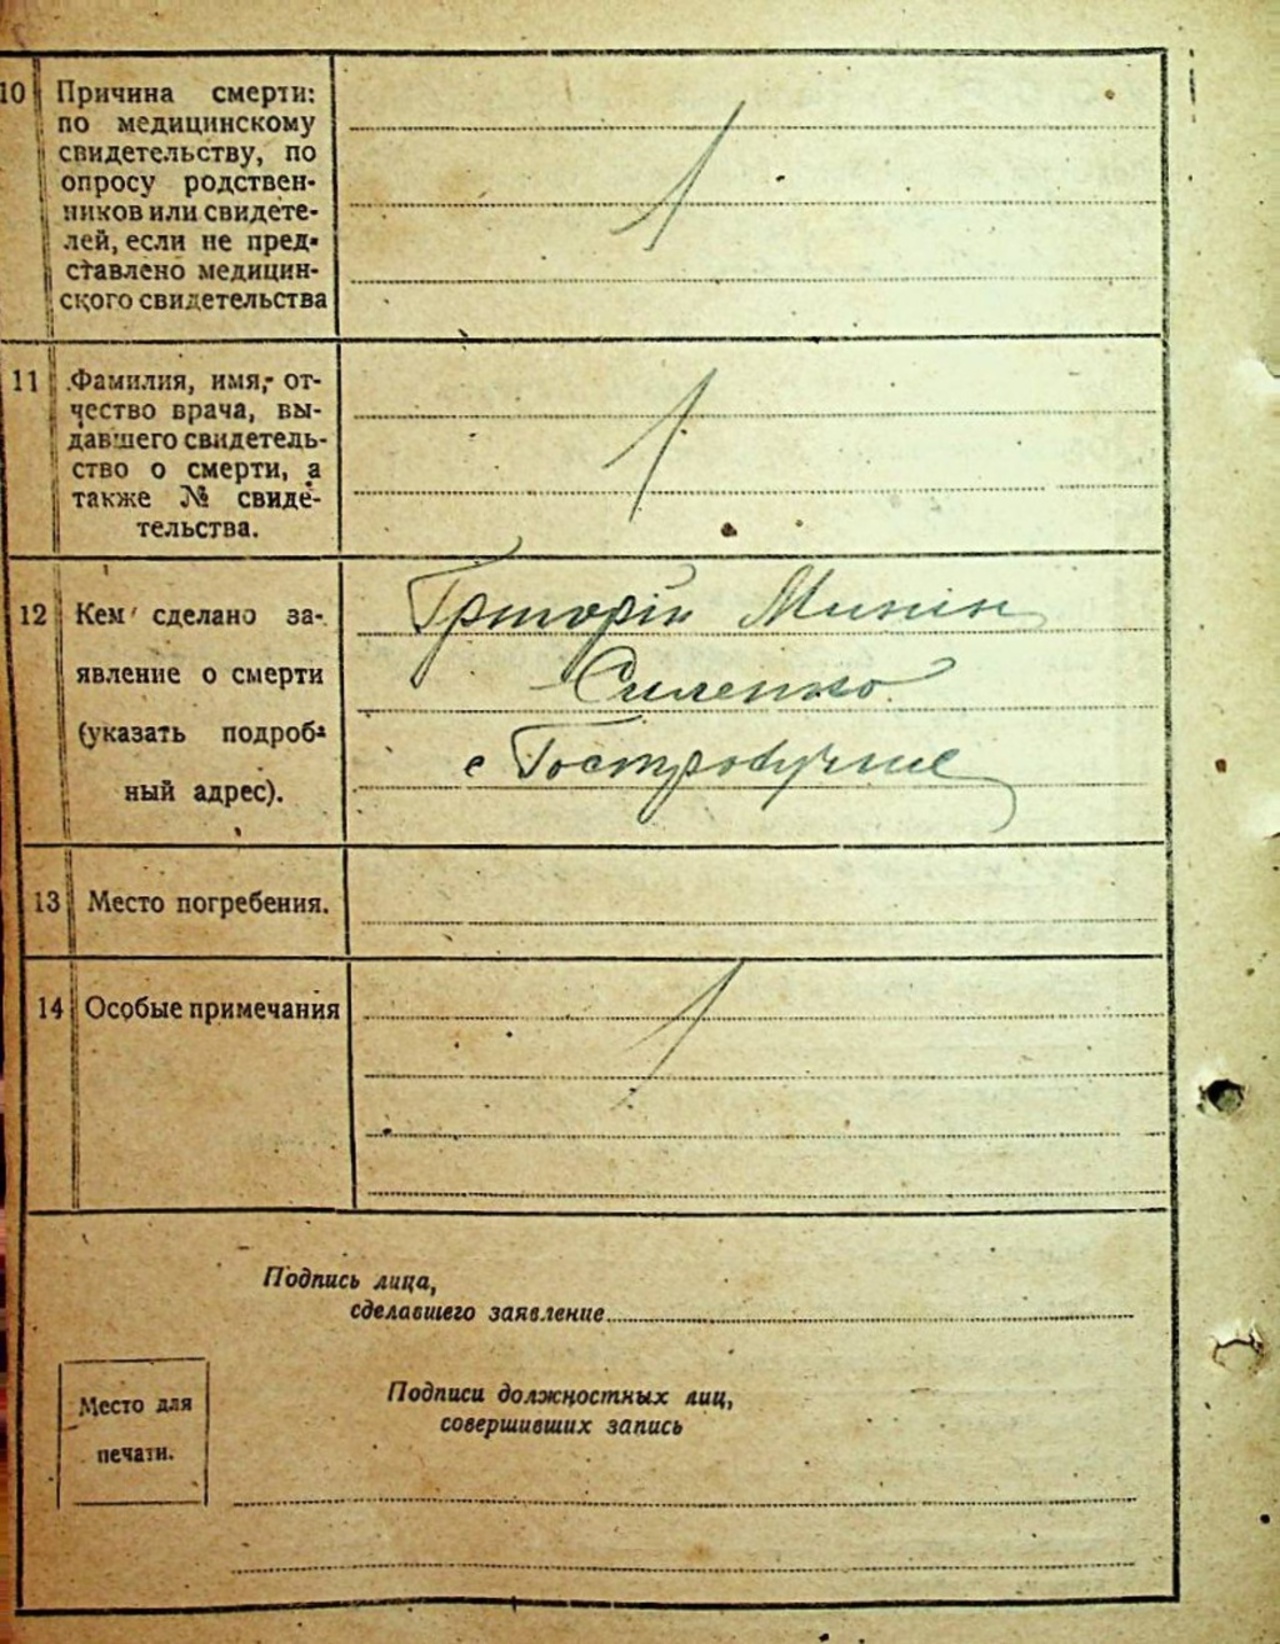 10 Причина смерти:
по медицинскому
свидетельству, по
опросу родствен-
ников или свидете-
лей, если не пред-
ставлено медицин-
ского свидетельства
11 Фамилия, имя, от-
чество врача, вы-
давшего свидетель-
ство о смерти, а
также № свиде-
тельства.
12 Кем сделано за-
явление о смерти
(указать подроб-
ный адрес).
Григорій Минін
Силенко
с
13 Место погребения.
14 Особые примечания
Подпись лица,
сделавшего заявление
Место для
печати.
Подписи должностных лиц,
совершивших запись